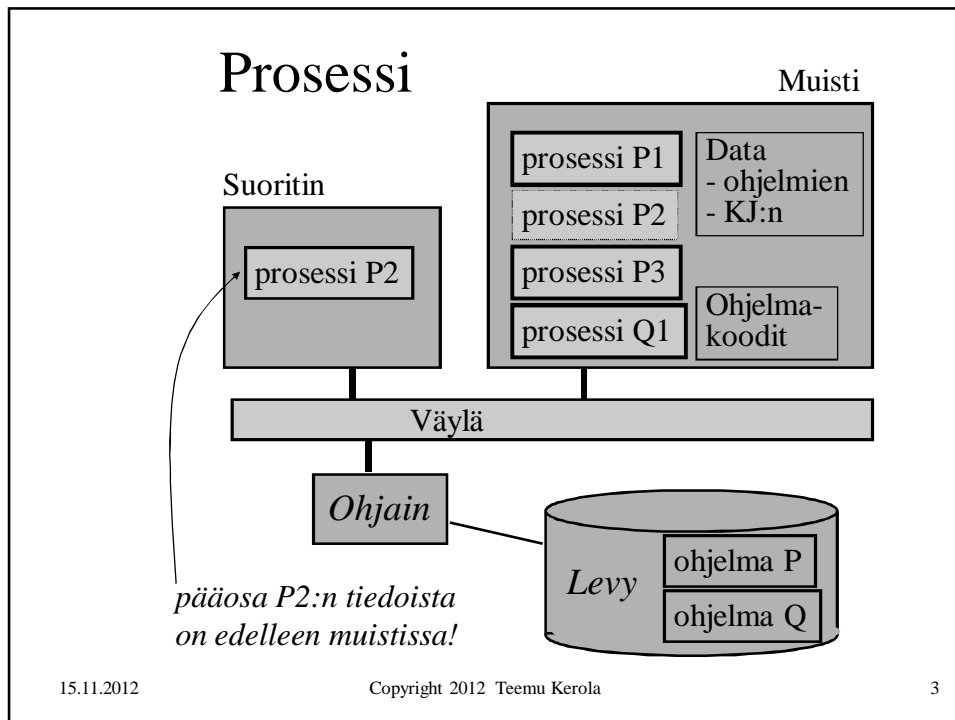 Prosessi
Muisti
Suoritin
prosessi P2
prosessi P1
prosessi P2
prosessi P3
prosessi Q1
Data
- ohjelmien
- KJ:n
Ohjelma-
koodit
Väylä
Ohjain
Levy
ohjelma P
ohjelma Q
pääosa P2:n tiedoista
on edelleen muistissa!
15.11.2012
Copyright 2012 Teemu Kerola
3